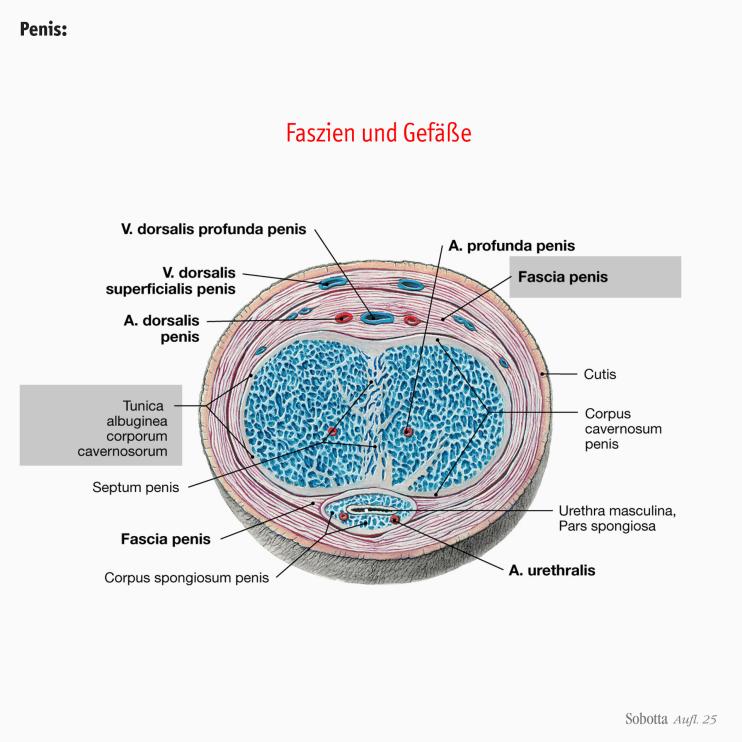 Penis:
Faszien und Gefäße
V. dorsalis profunda penis
A. profunda penis
V. dorsalis
superficialis penis
Fascia penis
A. dorsalis
penis
Cutis
Tunica
albuginea
corporum
cavernosorum
Corpus
cavernosum
penis
Septum penis
Urethra masculina,
Pars spongiosa
Fascia penis
Corpus spongiosum penis
A. urethralis
Sobotta Aufl. 25